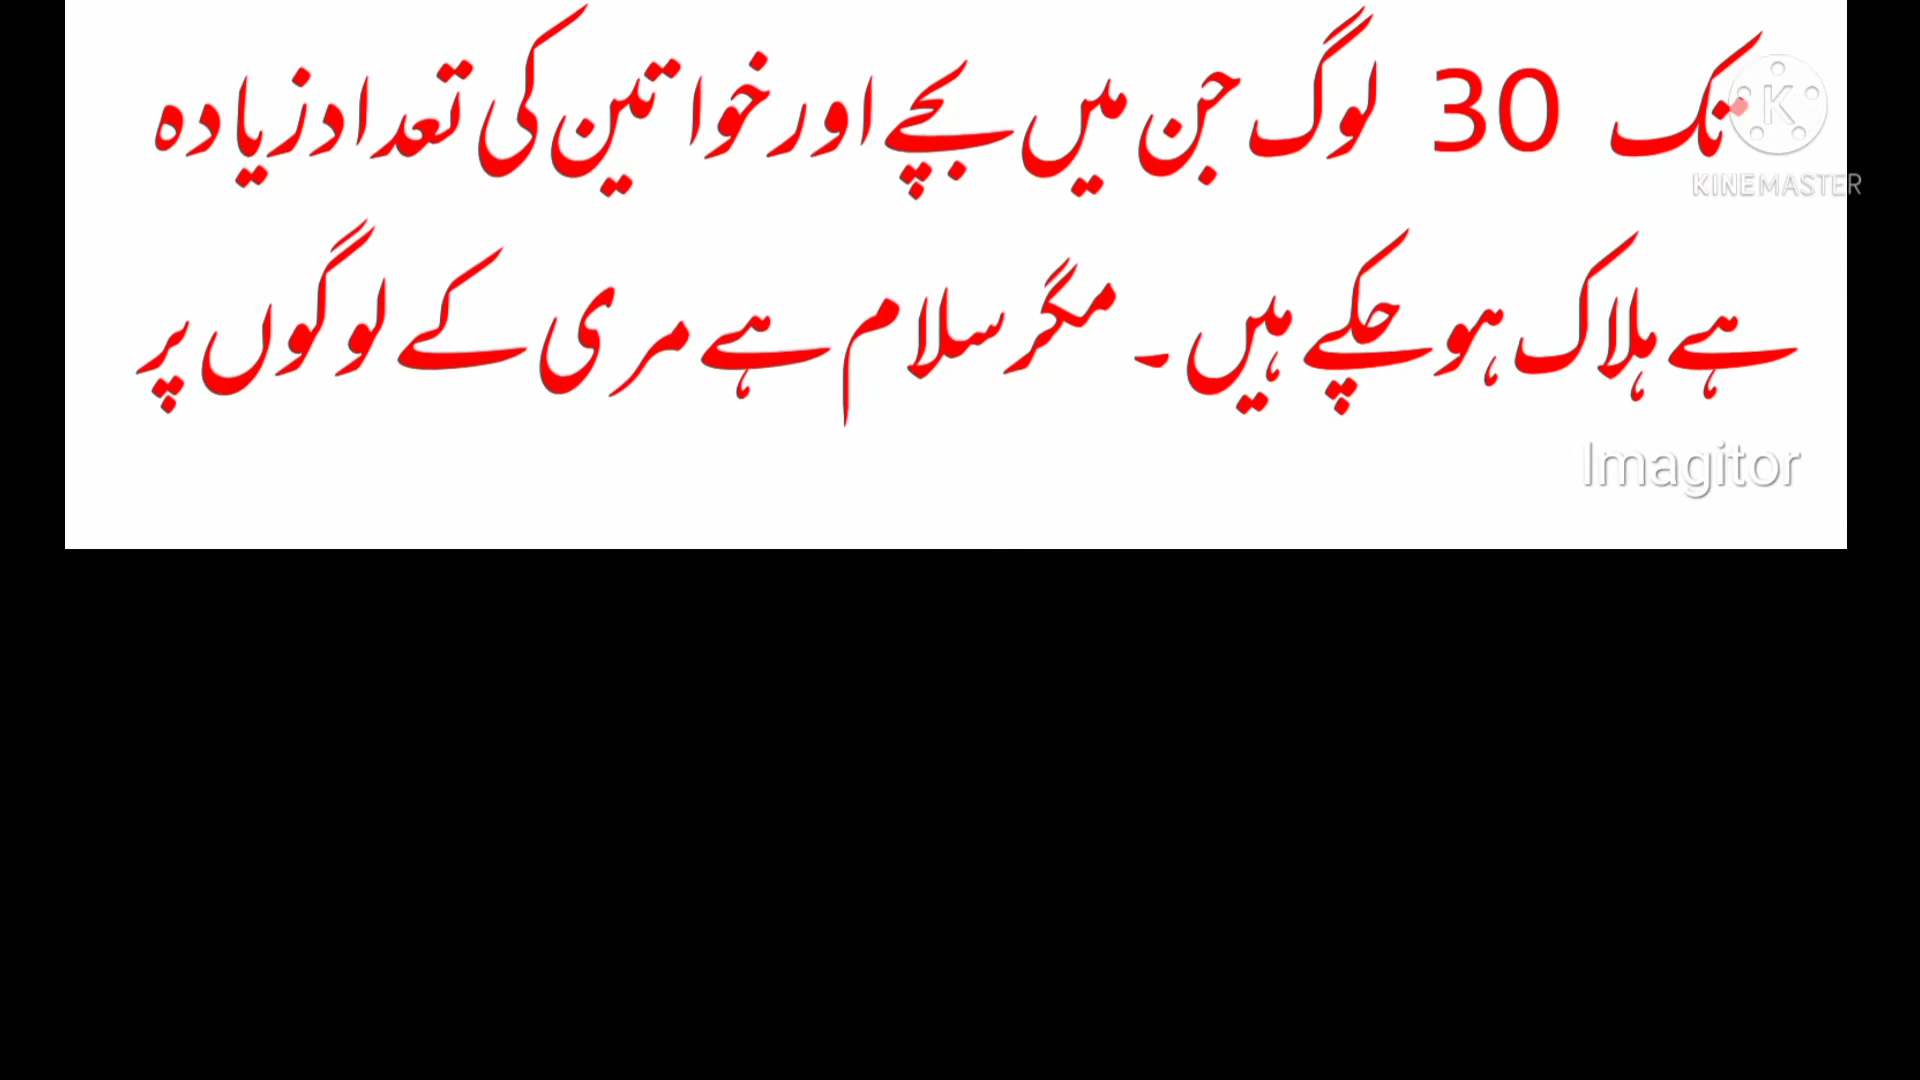 تک 30 لوگ جن میں بچے اور خواتین کی تعداد زیادہ
ہے ہلاک ہو چکے ہیں۔ مگر سلام ہے مری کے لوگوں پر
KINEMASTER
Imagitor